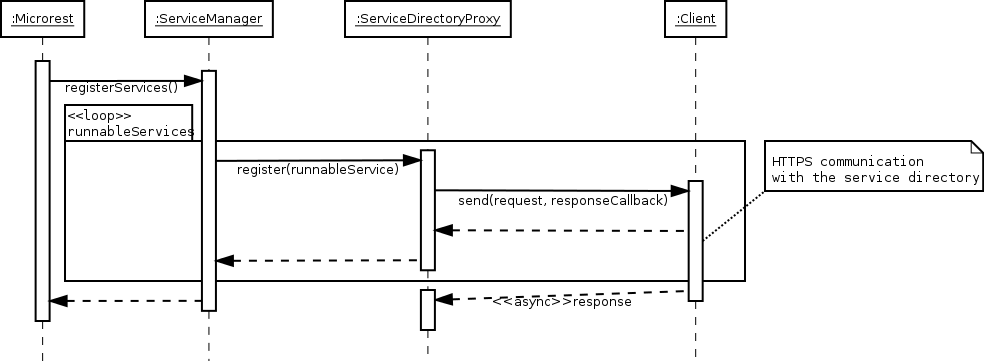 :Microrest
:ServiceManager
:ServiceDirectoryProxy
:Client
registerServices()
<<loop>>
runnableServices
HTTPS communication
with the service directory
register(runnableService)
send(request, responseCallback)
<<async>>response